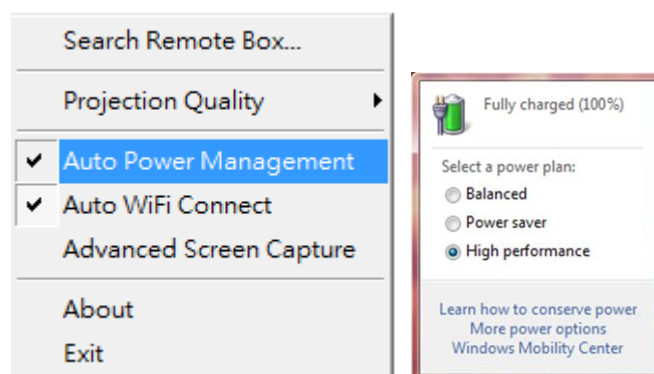 Search Remote Box...
Projection Quality
Auto Power Management
Auto WiFi Connect
Advanced Screen Capture
About
Exit
Fully charged (100%)
Select a power plan:
Balanced
Power saver
High performance
Learn how to conserve power
More power options
Windows Mobility Center